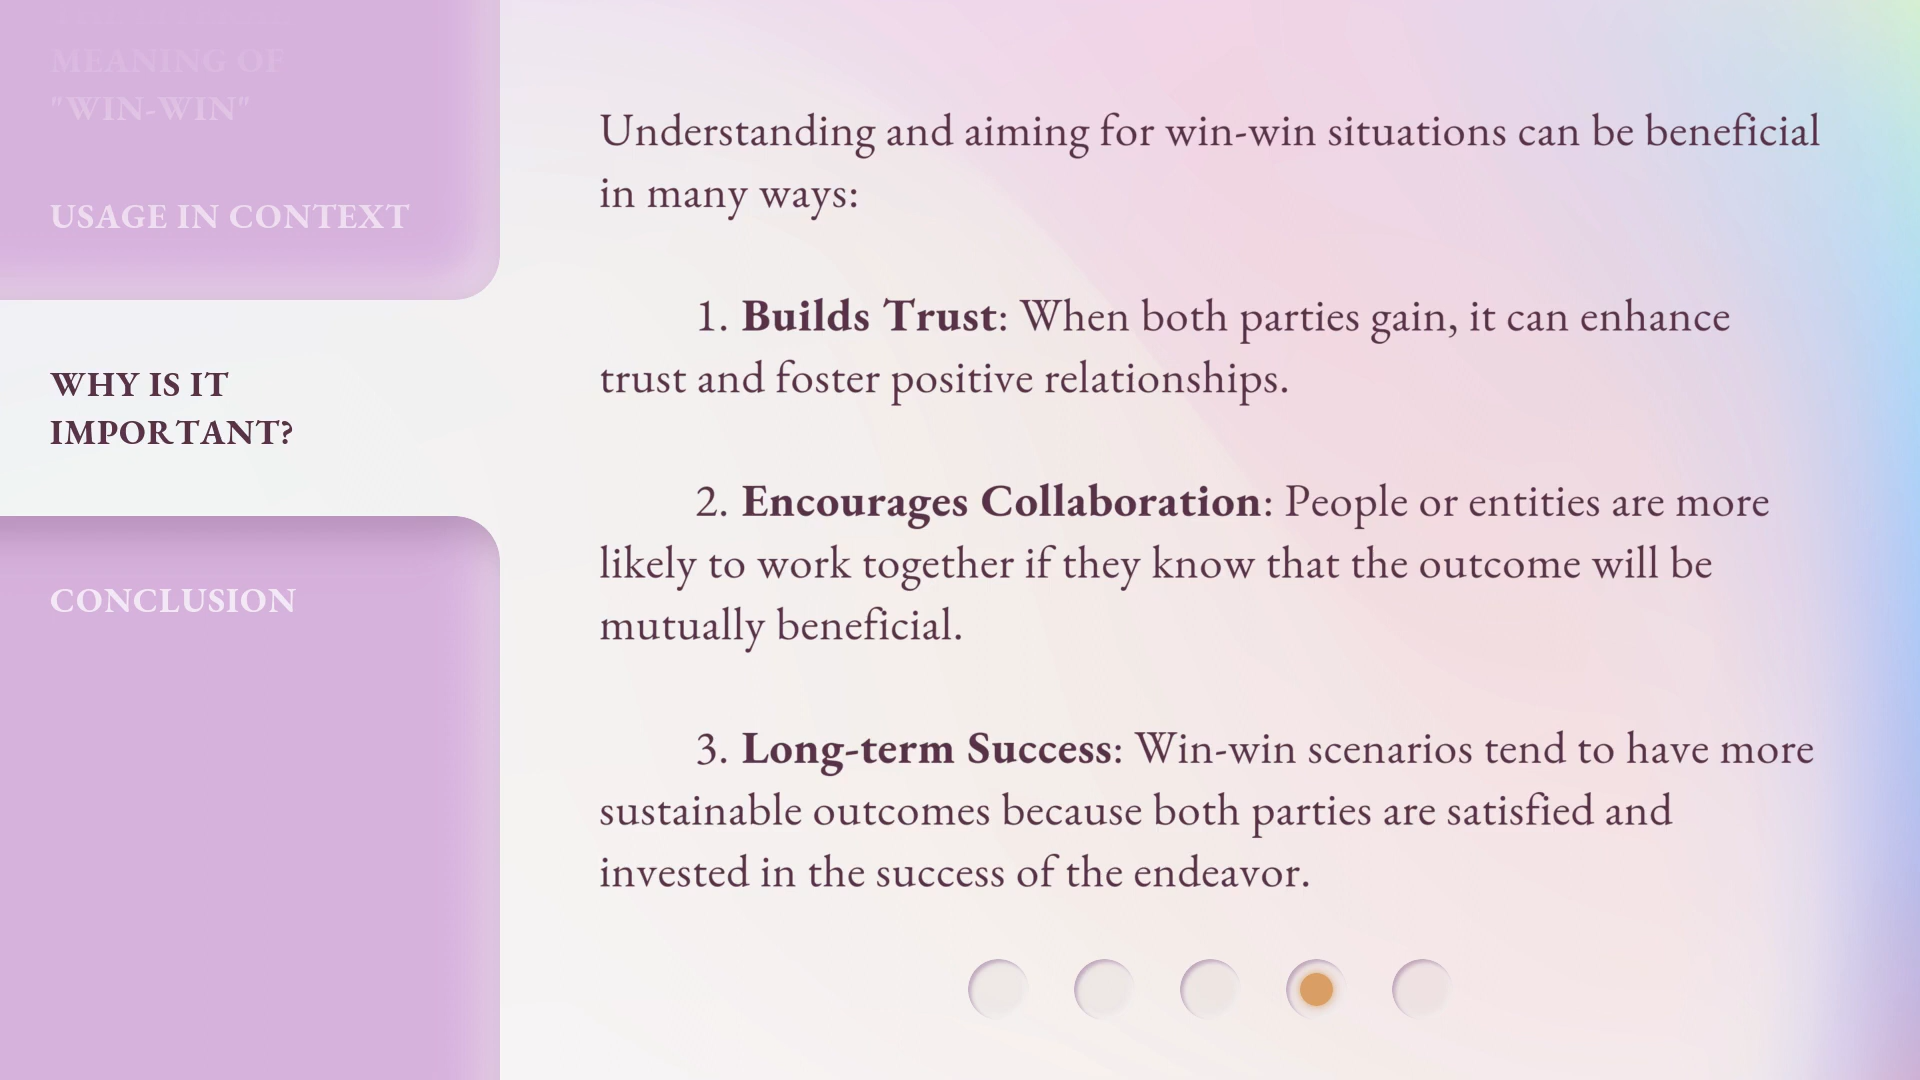 MEANING OF
"WIN-WIN"
USAGE IN CONTEXT
WHY IS IT
IMPORTANT?
CONCLUSION
Understanding and aiming for win-win situations can be beneficial
in many ways:
1. Builds Trust: When both parties gain, it can enhance
trust and foster positive relationships.
2. Encourages Collaboration: People or entities are more
likely to work together if they know that the outcome will be
mutually beneficial.
3. Long-term Success: Win-win scenarios tend to have more
sustainable outcomes because both parties are satisfied and
invested in the success of the endeavor.